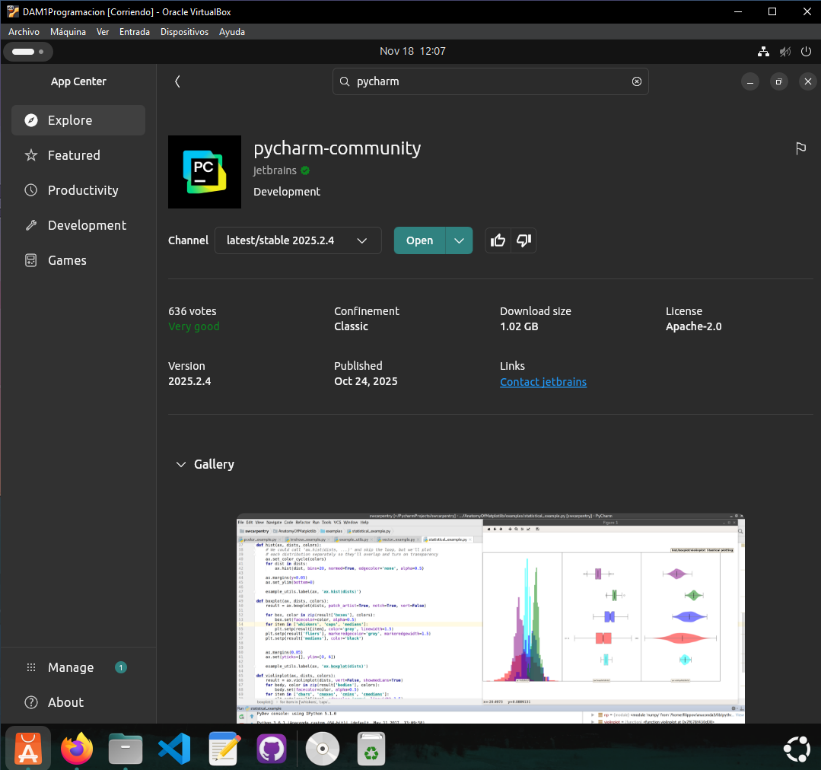 DAM1Programacion [Corriendo] - Oracle VirtualBox
Archivo Máquina Ver Entrada Dispositivos Ayuda
Nov 18 12:07
App Center
pycharm
Explore
Featured
Productivity
Development
Games
PC
pycharm-community
Jetbrains
Development
Channel
latest/stable 2025.2.4
Open
636 votes
Very good
Confinement
Classic
Download size
1.02 GB
License
Apache-2.0
Version
2025.2.4
Published
Oct 24, 2025
Links
Contact jetbrains
Gallery
Manage 1
About